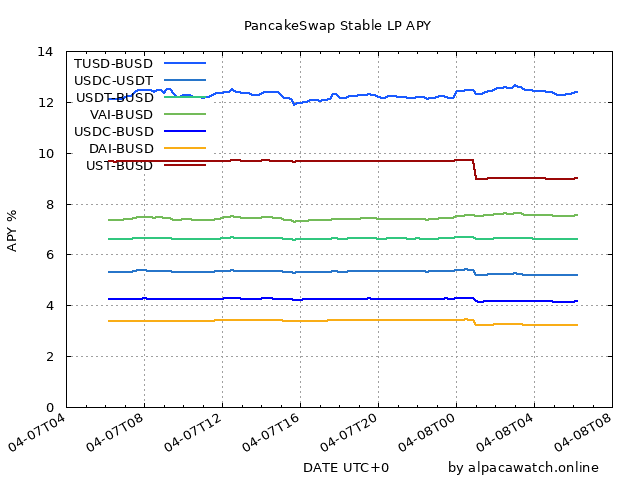 PancakeSwap Stable LP APY
APY %
14
12
10
8
6
4
2
0
TUSD-BUSD
USDC-USDT
USDT-BUSD
VAI-BUSD
USDC-BUSD
DAI-BUSD
UST-BUSD
04-07T04
04-07T08
04-07T12
04-07T16
04-07T20
04-08T00
04-08T04
04-08T08
DATE UTC+0
by alpacawatch.online